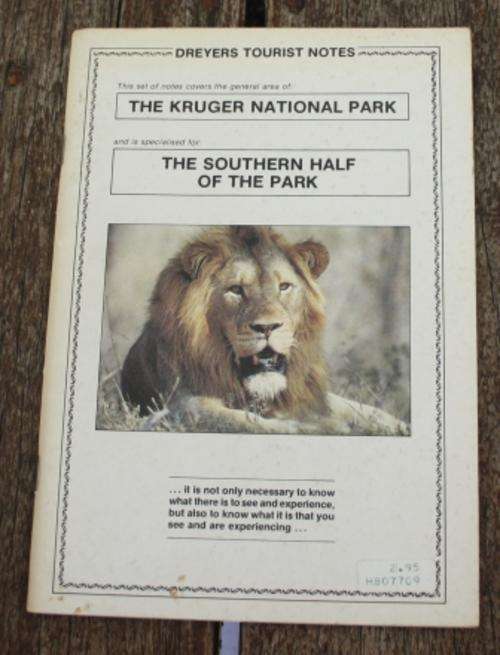 DREYERS TOURIST NOTES
This set of notes covers the general area of:
THE KRUGER NATIONAL PARK
and is specialised for:
THE SOUTHERN HALF
OF THE PARK
... it is not only necessary to know
what there is to see and experience,
but also to know what it is that you
see and are experiencing ...
2.95
HB07709